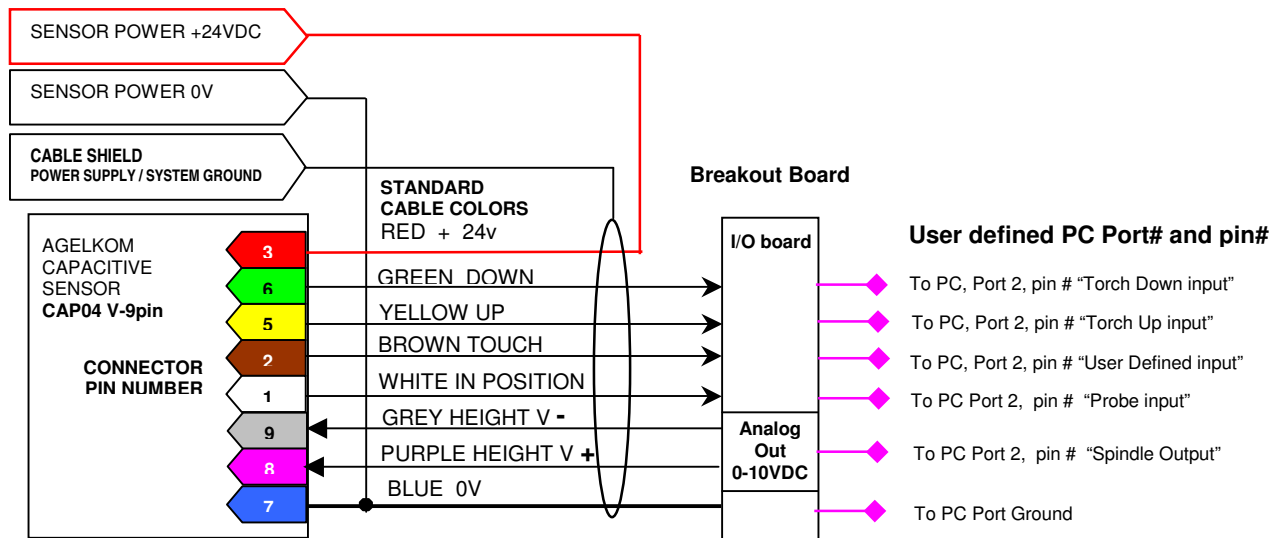 SENSOR POWER +24VDC
SENSOR POWER 0V
CABLE SHIELD
POWER SUPPLY / SYSTEM GROUND
STANDARD
CABLE COLORS
RED + 24v
Breakout Board
AGELKOM
CAPACITIVE
SENSOR
CAP04 V-9pin
CONNECTOR
PIN NUMBER
3
6
5
2
1
9
8
7
GREEN DOWN
YELLOW UP
BROWN TOUCH
WHITE IN POSITION
GREY HEIGHT V -
PURPLE HEIGHT V +
BLUE 0V
I/O board
Analog
Out
0-10VDC
User defined PC Port# and pin#
To PC, Port 2, pin # “Torch Down input”
To PC, Port 2, pin # “Torch Up input”
To PC, Port 2, pin # “User Defined input”
To PC Port 2, pin # “Probe input”
To PC Port 2, pin # “Spindle Output”
To PC Port Ground